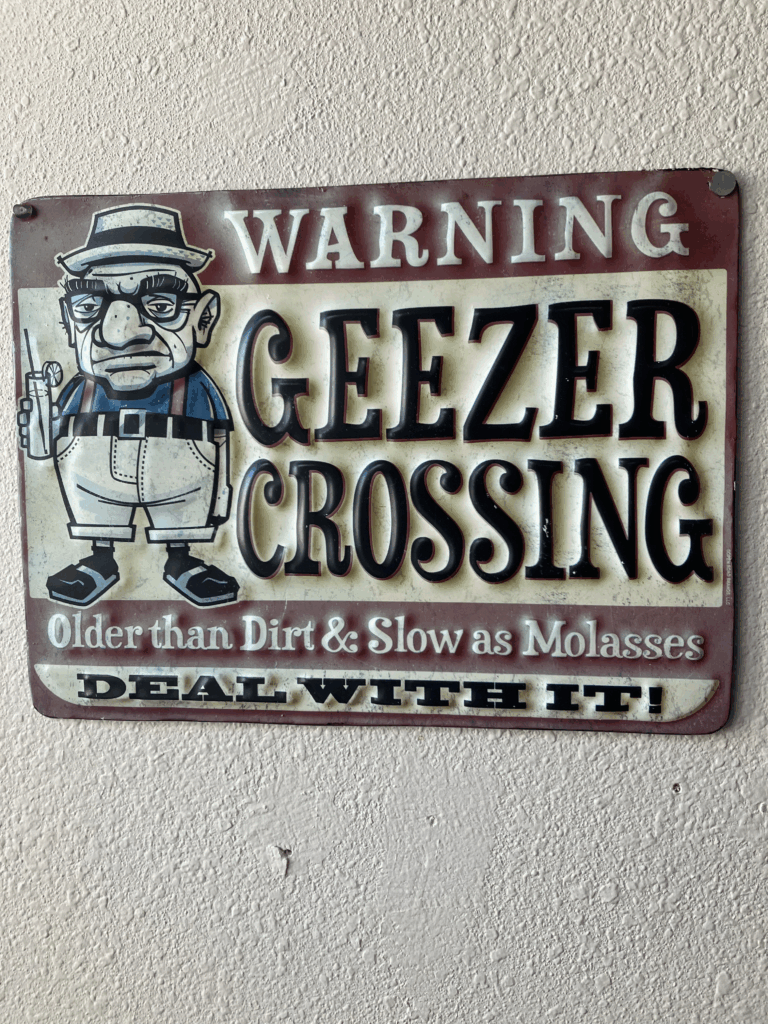 WARNING
GEEZER
CROSSING
Older than Dirt & Slow as Molasses
DEAL WITH IT!